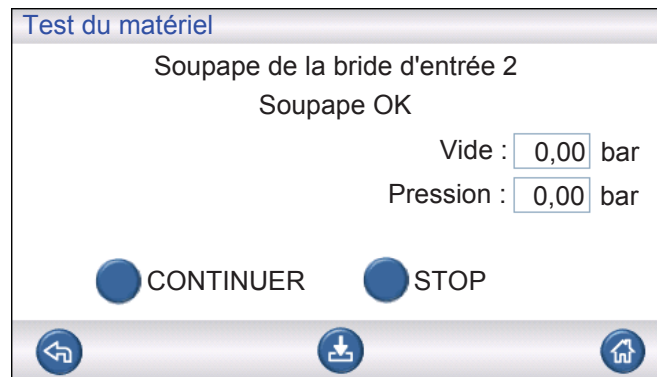 Test du matériel
Soupape de la bride d'entrée 2
Soupape OK
Vide : 0,00 bar
Pression : 0,00 bar
CONTINUER STOP